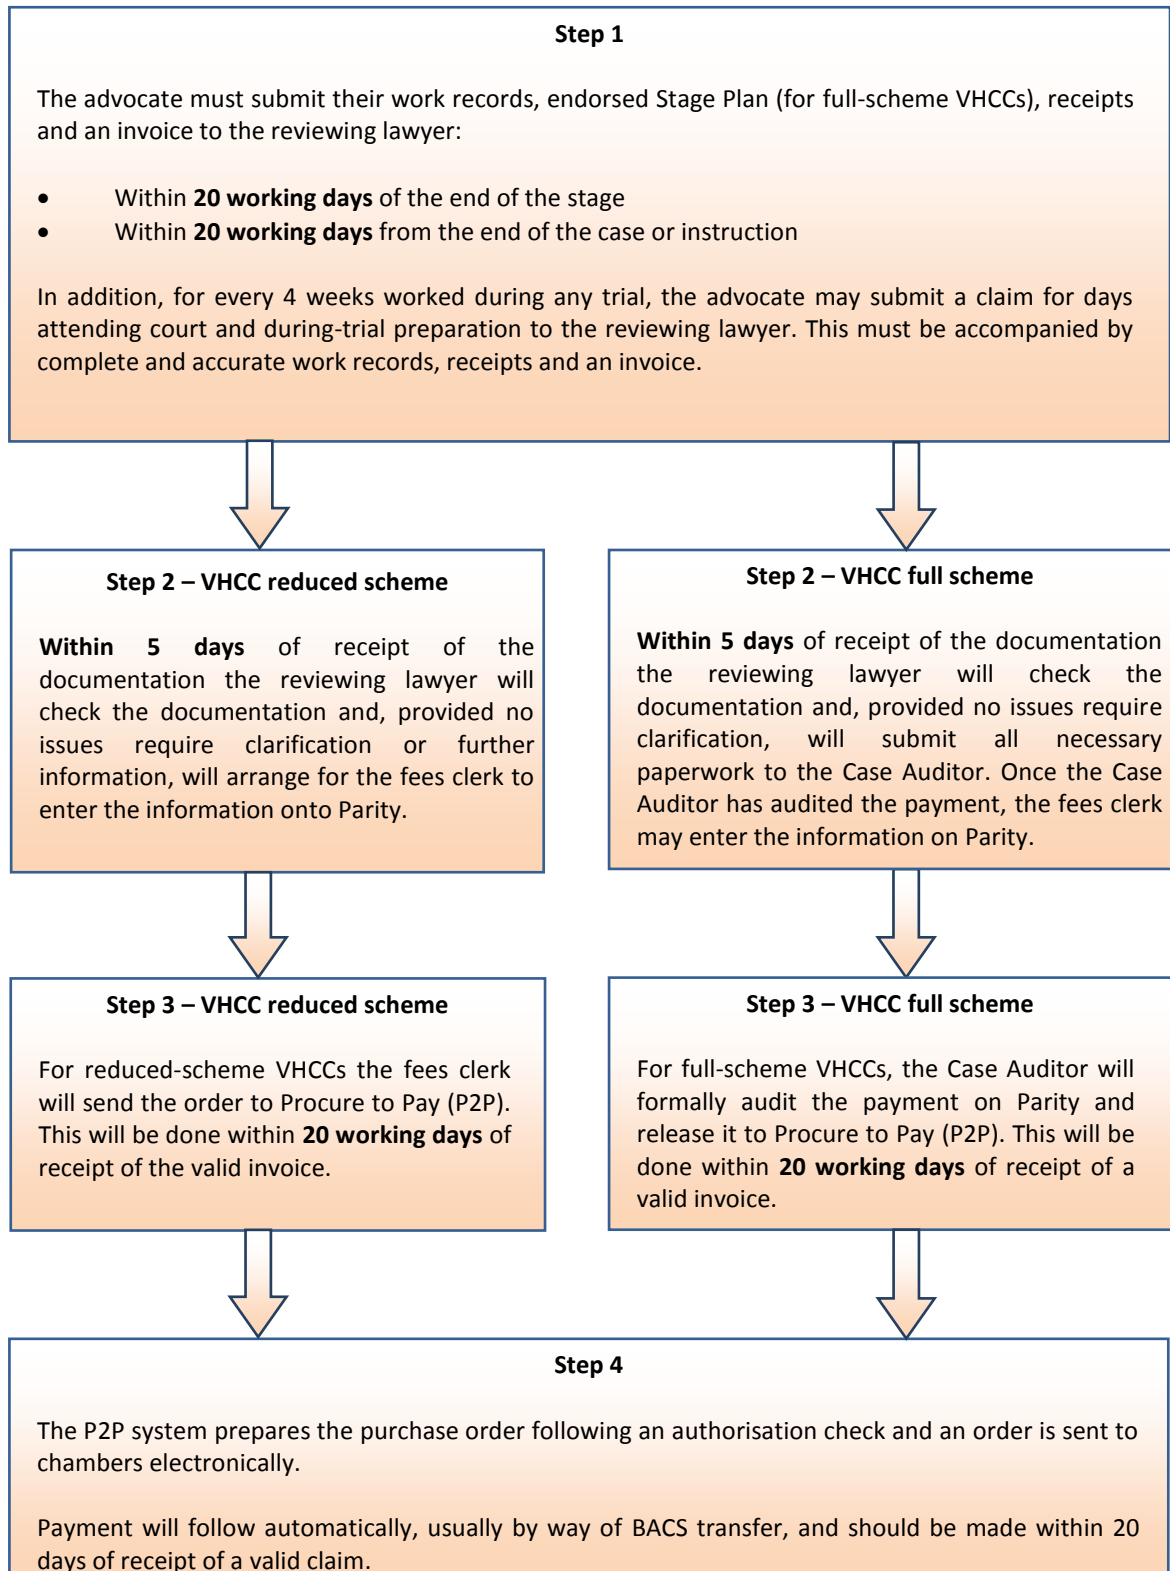 Step 1
The advocate must submit their work records, endorsed Stage Plan (for full-scheme VHCCs), receipts
and an invoice to the reviewing lawyer:
• Within 20 working days of the end of the stage
• Within 20 working days from the end of the case or instruction
In addition, for every 4 weeks worked during any trial, the advocate may submit a claim for days
attending court and during-trial preparation to the reviewing lawyer. This must be accompanied by
complete and accurate work records, receipts and an invoice.
Step 2 – VHCC reduced scheme
Within 5 days of receipt of the
documentation the reviewing lawyer will
check the documentation and, provided no
issues require clarification or further
information, will arrange for the fees clerk to
enter the information onto Parity.
Step 2 – VHCC full scheme
Within 5 days of receipt of the documentation
the reviewing lawyer will check the
documentation and, provided no issues require
clarification, will submit all necessary
paperwork to the Case Auditor. Once the Case
Auditor has audited the payment, the fees clerk
may enter the information on Parity.
Step 3 – VHCC reduced scheme
For reduced-scheme VHCCs the fees clerk
will send the order to Procure to Pay (P2P).
This will be done within 20 working days of
receipt of the valid invoice.
Step 3 – VHCC full scheme
For full-scheme VHCCs, the Case Auditor will
formally audit the payment on Parity and
release it to Procure to Pay (P2P). This will be
done within 20 working days of receipt of a
valid invoice.
Step 4
The P2P system prepares the purchase order following an authorisation check and an order is sent to
chambers electronically.
Payment will follow automatically, usually by way of BACS transfer, and should be made within 20
days of receipt of a valid claim.